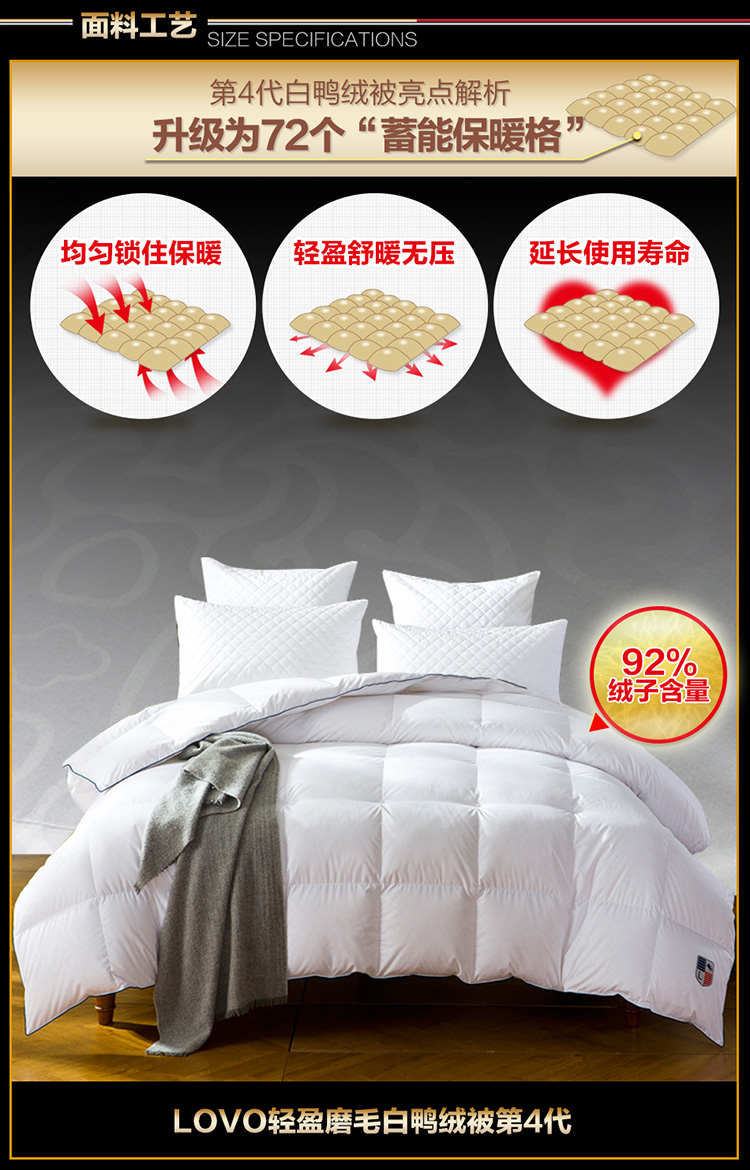 面料工艺 SIZE SPECIFICATIONS
第4代白鸭绒被亮点解析
升级为72个“蓄能保暖格”
均匀锁住保暖
轻盈舒暖无压
延长使用寿命
92%
绒子含量
LOVO轻盈磨毛白鸭绒被第4代